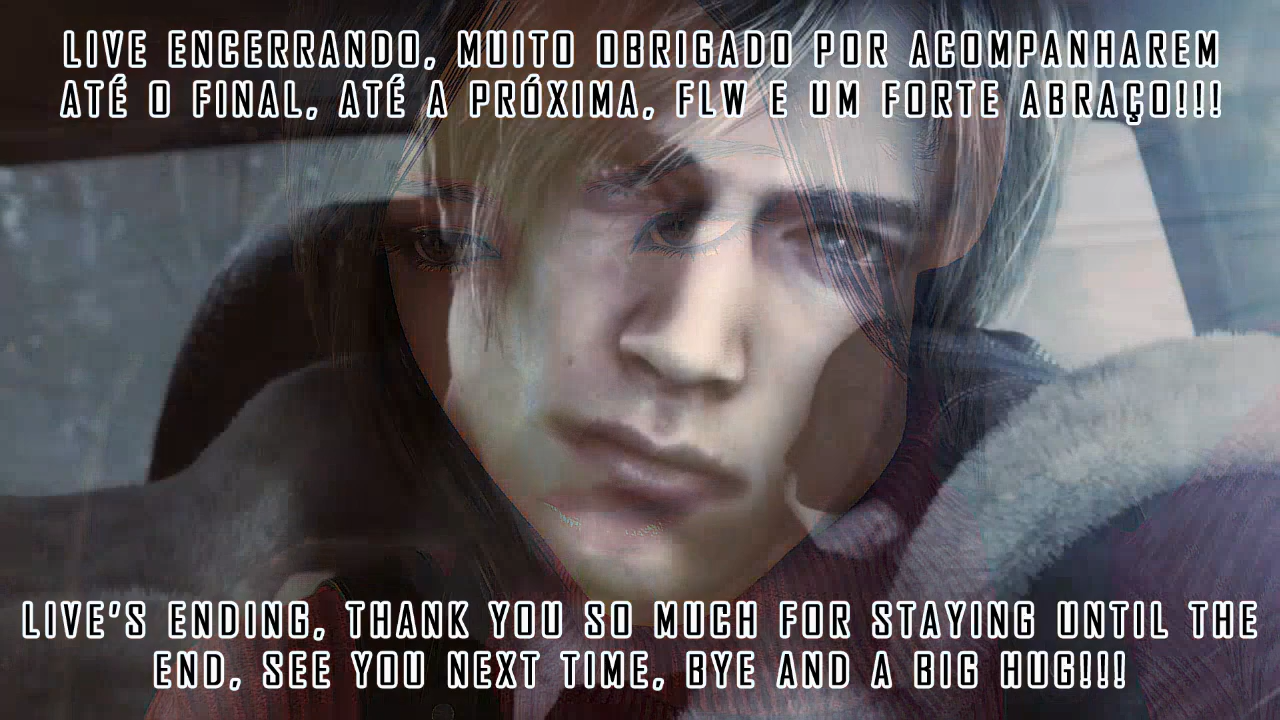 LIVE ENCERRANDO, MUITO OBRIGADO POR ACOMPANHAREM
ATÉ O FINAL, ATÉ A PRÓXIMA, FLW E UM FORTE ABRAÇO!!!
LIVE'S ENDING, THANK YOU SO MUCH FOR STAYING UNTIL THE
END, SEE YOU NEXT TIME, BYE AND A BIG HUG!!!